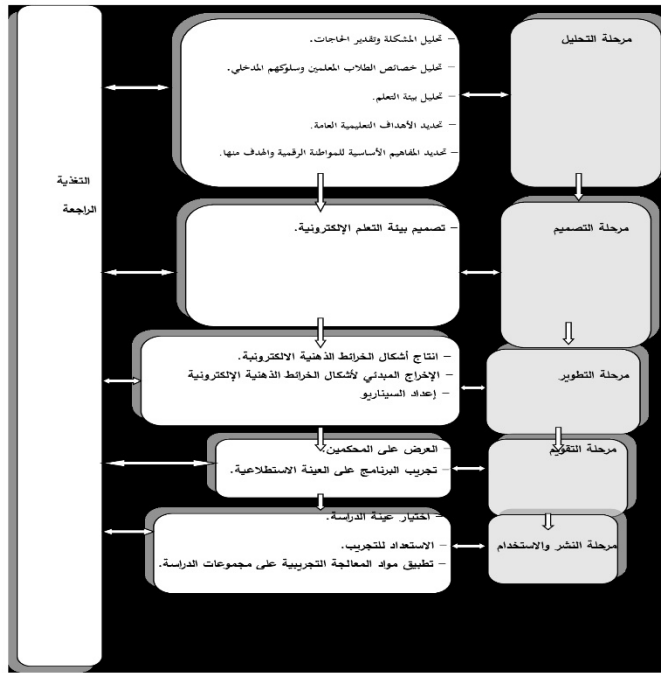 مرحلة التحليل
– تحليل المشكلة وتقدير الحاجات.
– تحليل خصائص الطلاب المعلمين وسلوكهم المدخلي.
– تحليل بيئة التعلم.
– تحديد الأهداف التعليمية العامة.
– تحديد المفاهيم الأساسية للمواطنة الرقمية والهدف منها.
التغذية
الراجعة
مرحلة التصميم
– تصميم بيئة التعلم الإلكترونية.
مرحلة التطوير
– انتاج أشكال الخرائط الذهنية الالكترونية.
– الإخراج المبدئي لأشكال الخرائط الذهنية الإلكترونية
– إعداد السيناريو
مرحلة التقويم
– العرض على المحكمين.
– تجريب البرنامج على العينة الاستطلاعية.
مرحلة النشر والاستخدام
– اختيار عينة الدراسة.
– الاستعداد للتجريب.
– تطبيق مواد المعالجة التجريبية على مجموعات الدراسة.